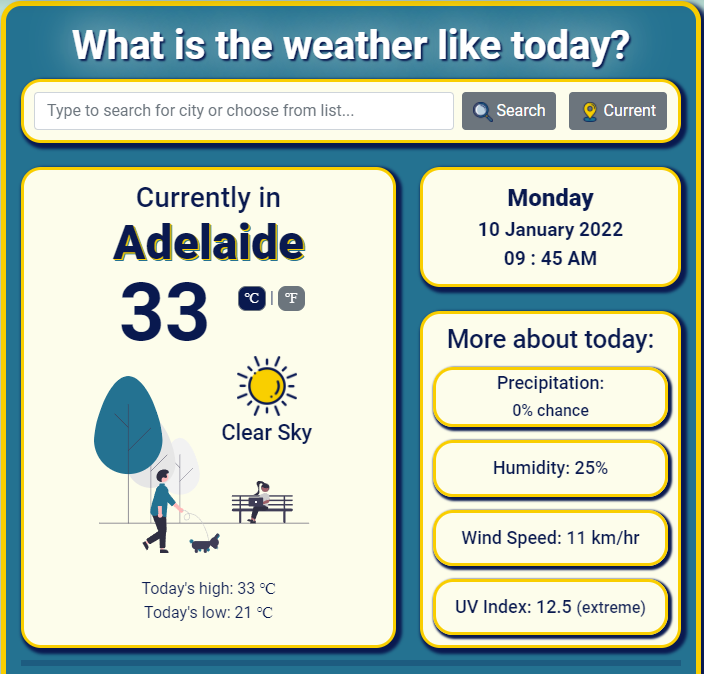 What is the weather like today?
Type to search for city or choose from list...
Search
Current
Currently in
Adelaide
33
°C | °F
Clear Sky
Today's high: 33 °C
Today's low: 21 °C
Monday
10 January 2022
09 : 45 AM
More about today:
Precipitation:
0% chance
Humidity: 25%
Wind Speed: 11 km/hr
UV Index: 12.5 (extreme)